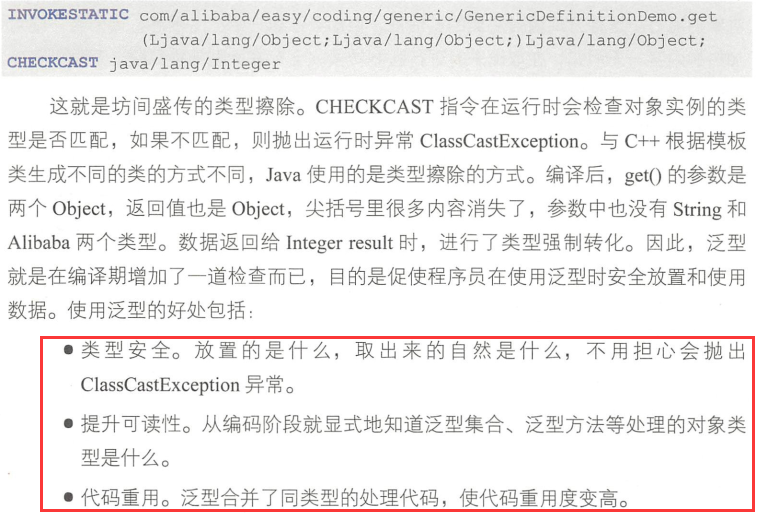 INVOKESTATIC com/alibaba/easy/coding/generic/GenericDefinitionDemo.get
(Ljava/lang/Object;Ljava/lang/Object;)Ljava/lang/Object;
CHECKCAST java/lang/Integer
这就是坊间盛传的类型擦除。CHECKCAST 指令在运行时会检查对象实例的类
型是否匹配，如果不匹配，则抛出运行时异常 ClassCastException。与 C++ 根据模板
类生成不同的类的方式不同，Java 使用的是类型擦除的方式。编译后，get() 的参数是
两个 Object，返回值也是 Object，尖括号里很多内容消失了，参数中也没有 String 和
Alibaba 两个类型。数据返回给 Integer result 时，进行了类型强制转化。因此，泛型
就是在编译期增加了一道检查而已，目的是促使程序员在使用泛型时安全放置和使用
数据。使用泛型的好处包括：
● 类型安全。放置的是什么，取出来的自然是什么，不用担心会抛出
ClassCastException 异常。
● 提升可读性。从编码阶段就显式地知道泛型集合、泛型方法等处理的对象类
型是什么。
● 代码重用。泛型合并了同类型的处理代码，使代码重用度变高。